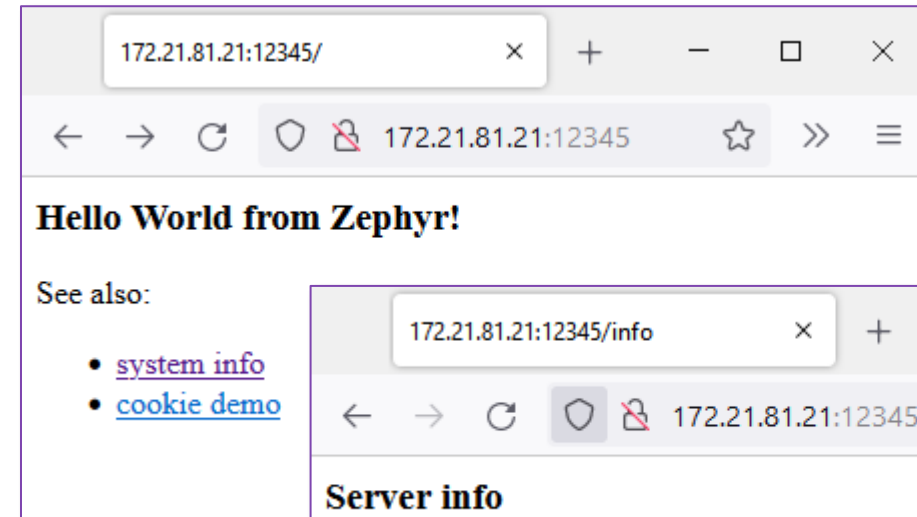 172.21.81.21:12345/
172.21.81.21:12345
Hello World from Zephyr!
See also:
• system info
• cookie demo
172.21.81.21:12345/info
172.21.81.21:12345
Server info